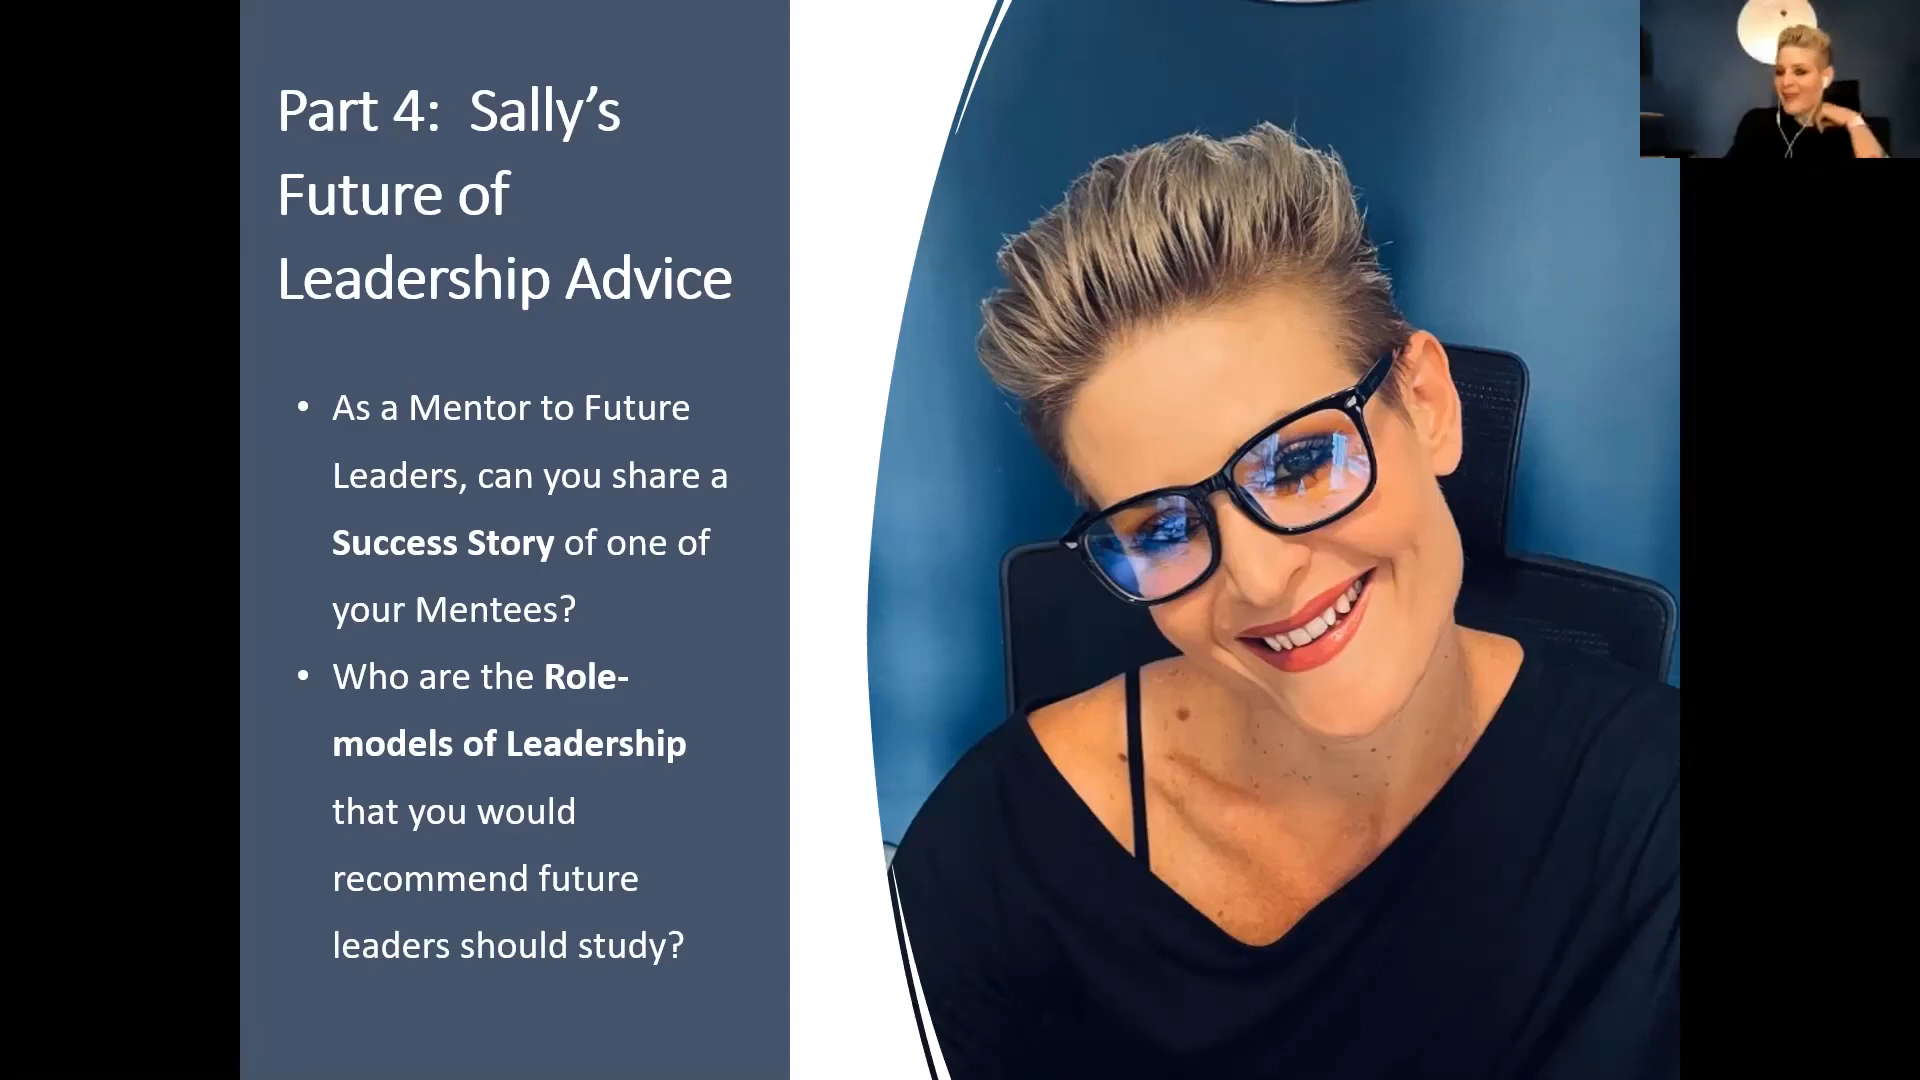 Part 4:  Sally’s
Future of
Leadership Advice
• As a Mentor to Future
Leaders, can you share a
Success Story of one of
your Mentees?
• Who are the Role-
models of Leadership
that you would
recommend future
leaders should study?